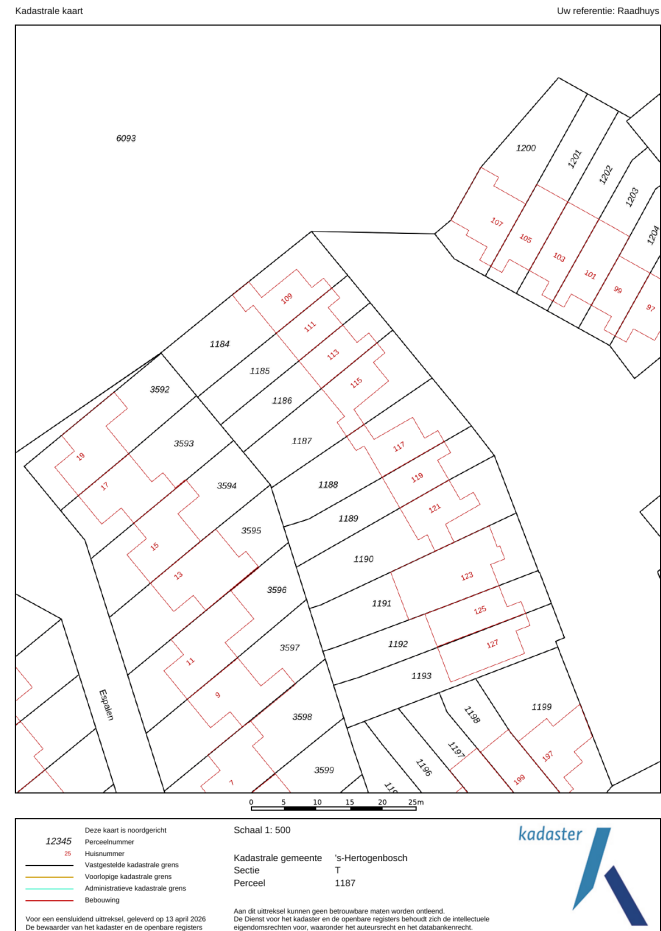 Kadastrale kaart
Uw referentie: Raadhuys
6093
1200
1201
1202
1203
1204
107
105
103
101
99
97
109
111
113
115
1184
1185
1186
1187
1188
1189
1190
1191
1192
1193
117
119
121
123
125
127
3592
3593
3594
3595
3596
3597
3598
3599
19
17
15
13
11
9
7
Espalen
1199
1198
1197
1196
197
199
0 5 10 15 20 25m
Deze kaart is noordgericht
12345 Perceelnummer
25 Huisnummer
Vastgestelde kadastrale grens
Voorlopige kadastrale grens
Administratieve kadastrale grens
Bebouwing
Voor een eensluidend uittreksel, geleverd op 13 april 2026
De bewaarder van het kadaster en de openbare registers
Schaal 1: 500
Kadastrale gemeente 's-Hertogenbosch
Sectie T
Perceel 1187
Aan dit uittreksel kunnen geen betrouwbare maten worden ontleend.
De Dienst voor het kadaster en de openbare registers behoudt zich de intellectuele
eigendomsrechten voor, waaronder het auteursrecht en het databankenrecht.
kadaster